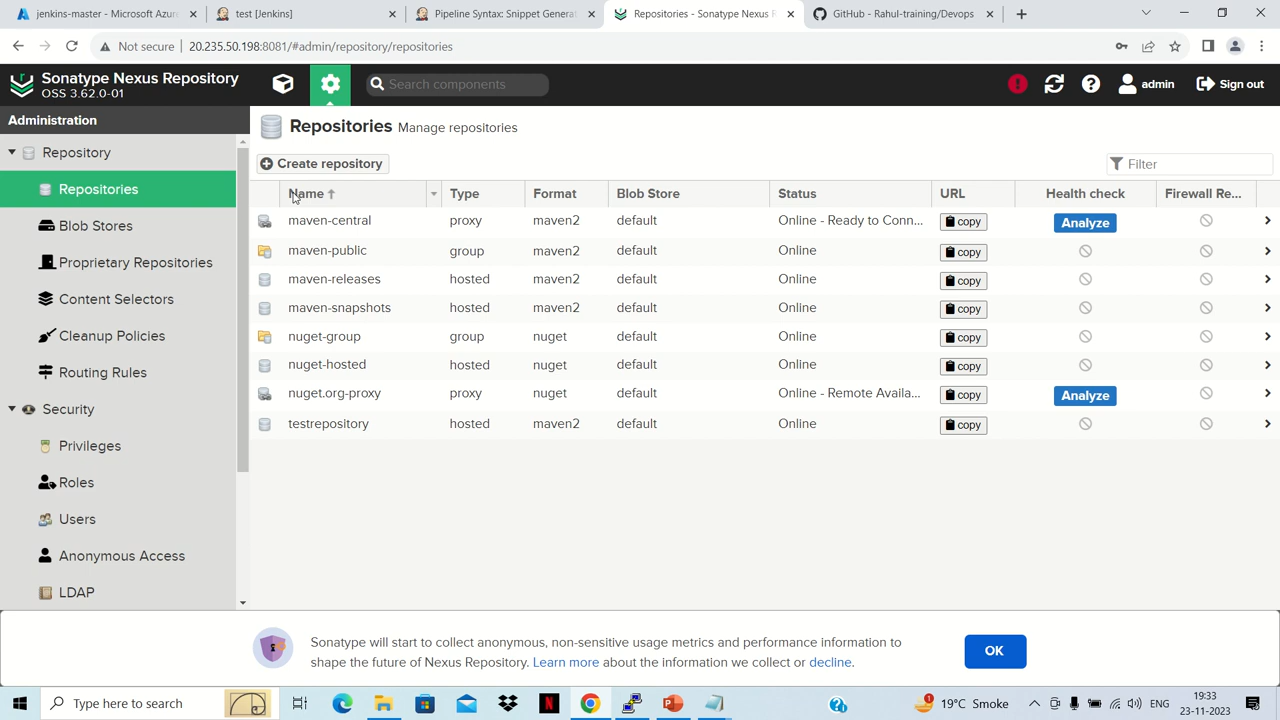 jenkins-master - Microsoft Azur
test [Jenkins]
Pipeline Syntax: Snippet Genera
Repositories - Sonatype Nexus R
GitHub - Rahul-training/Devops
Not secure
20.235.50.198:8081/#admin/repository/repositories
Sonatype Nexus Repository
OSS 3.62.0-01
Search components
admin
Sign out
Administration
Repositories Manage repositories
Repository
Create repository
Filter
Repositories
Name Type Format Blob Store Status URL Health check Firewall Re...
maven-central proxy maven2 default Online - Ready to Conn... copy Analyze
Blob Stores
maven-public group maven2 default Online copy
Proprietary Repositories
maven-releases hosted maven2 default Online copy
Content Selectors
maven-snapshots hosted maven2 default Online copy
Cleanup Policies
nuget-group group nuget default Online copy
Routing Rules
nuget-hosted hosted nuget default Online copy
nuget.org-proxy proxy nuget default Online - Remote Availa... copy Analyze
Security
testrepository hosted maven2 default Online copy
Privileges
Roles
Users
Anonymous Access
LDAP
Sonatype will start to collect anonymous, non-sensitive usage metrics and performance information to
shape the future of Nexus Repository. Learn more about the information we collect or decline.
OK
Type here to search
19°C Smoke
ENG
19:33
23-11-2023